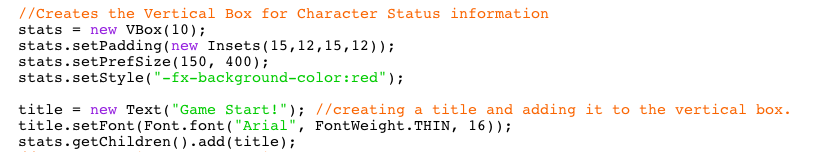 //Creates the Vertical Box for Character Status information
stats = new VBox(10);
stats.setPadding(new Insets(15,12,15,12));
stats.setPrefSize(150, 400);
stats.setStyle("-fx-background-color:red");
title = new Text("Game Start!"); //creating a title and adding it to the vertical box.
title.setFont(Font.font("Arial", FontWeight.THIN, 16));
stats.getChildren().add(title);